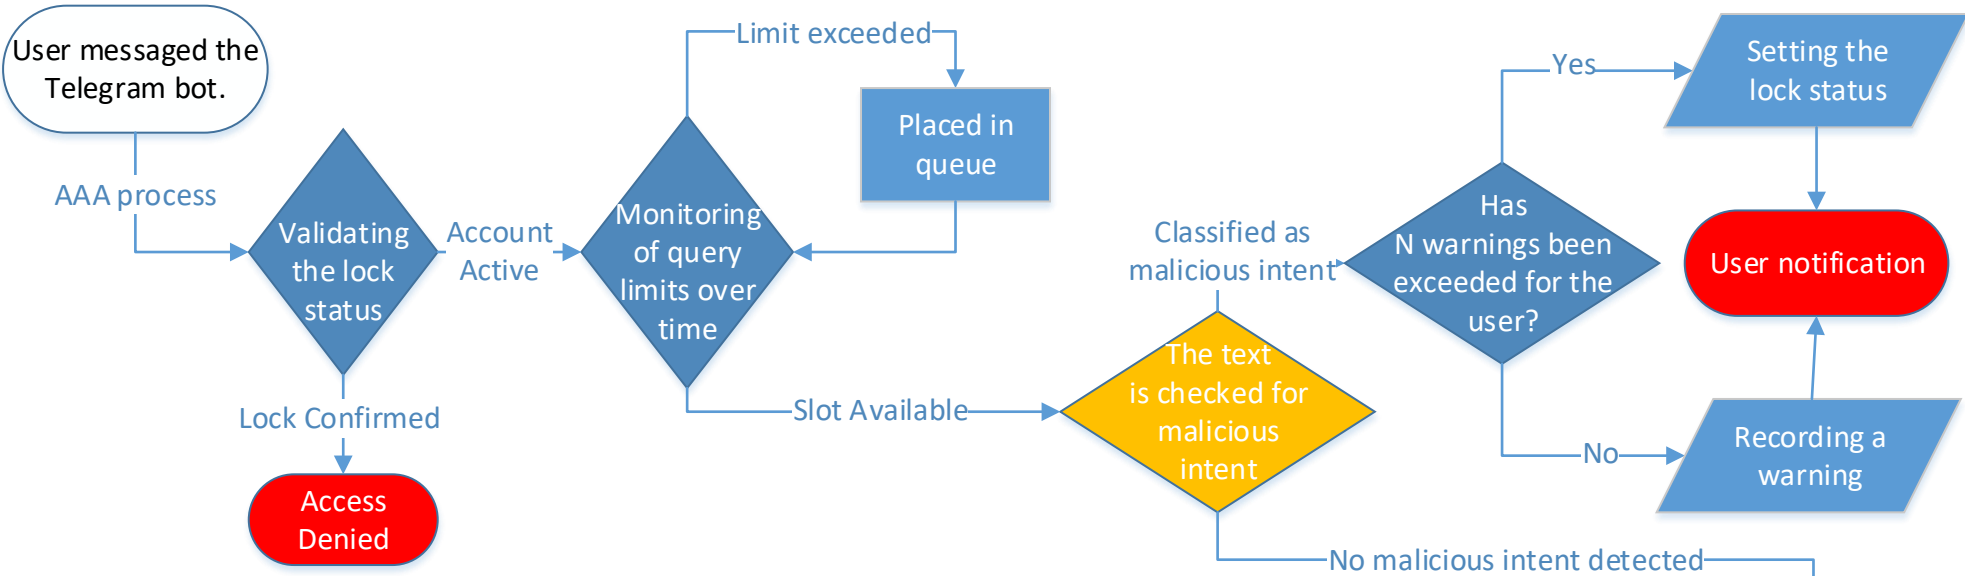 User messaged the
Telegram bot.
AAA process
Validating
the lock
status
Lock Confirmed
Access
Denied
Account
Active
Monitoring
of query
limits over
time
Limit exceeded
Placed in
queue
Slot Available
The text
is checked for
malicious
intent
Classified as
malicious intent
Has
N warnings been
exceeded for the
user?
Yes
Setting the
lock status
User notification
No
Recording a
warning
No malicious intent detected